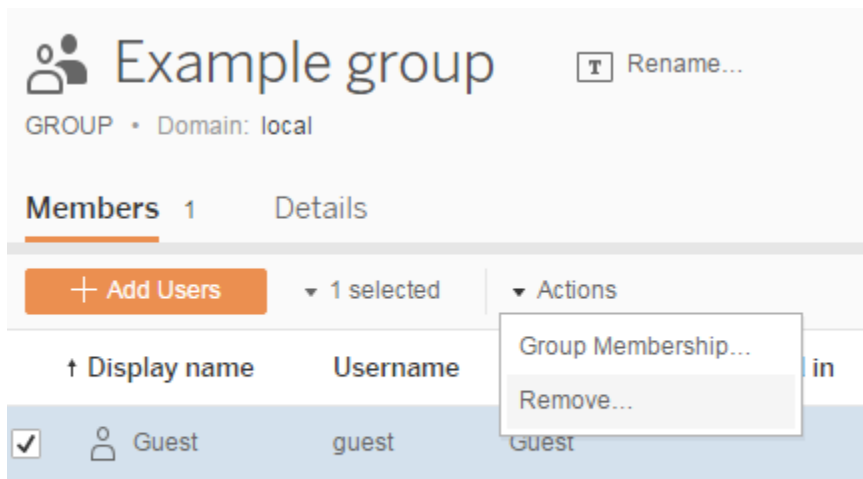 Example group
T Rename...
GROUP • Domain: local
Members 1 Details
+ Add Users 1 selected Actions
Group Membership...
Display name Username in
Remove...
Guest guest Guest